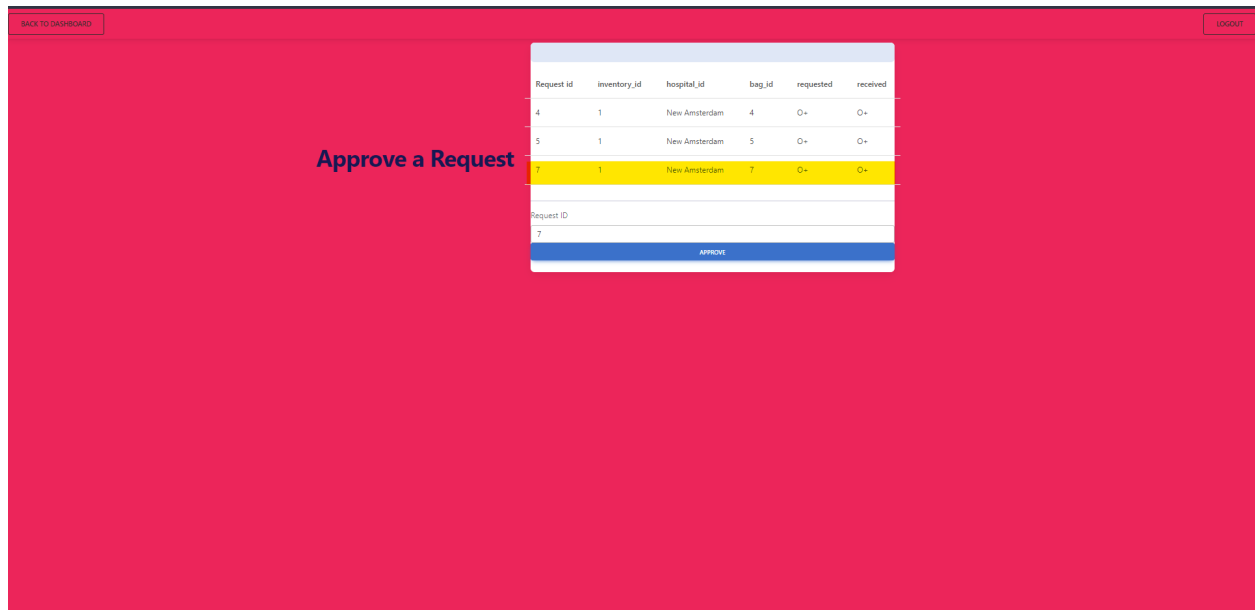 BACK TO DASHBOARD LOGOUT
Request id inventory_id hospital_id bag_id requested received
4 1 New Amsterdam 4 O+ O+
5 1 New Amsterdam 5 O+ O+
Approve a Request
7 1 New Amsterdam 7 O+ O+
Request ID
7
APPROVE